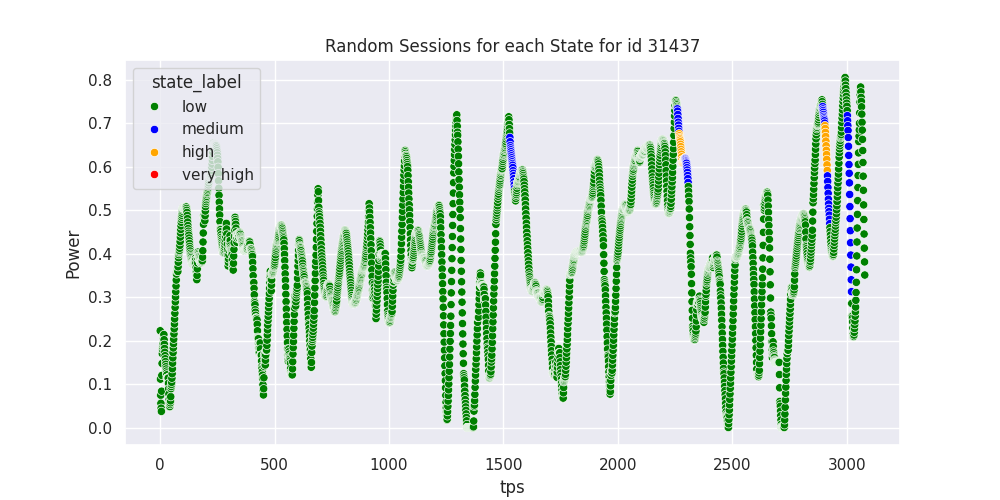 Random Sessions for each State for id 31437
state_label
low
medium
high
very high
Power
0.8
0.7
0.6
0.5
0.4
0.3
0.2
0.1
0.0
0 500 1000 1500 2000 2500 3000
tps